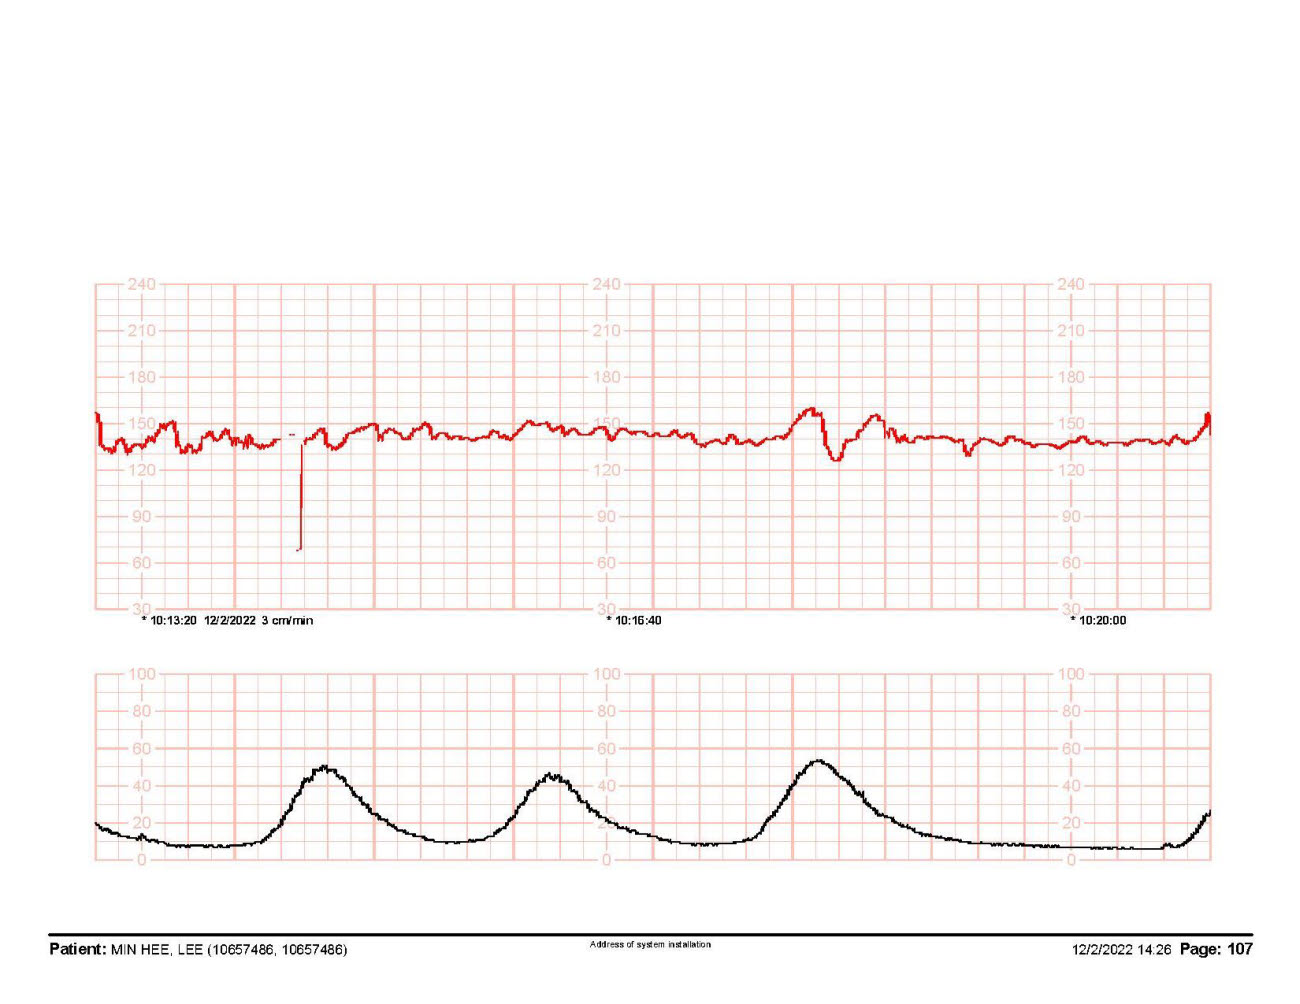 240 240 240
210 210 210
180 180 180
150 150 150
120 120 120
90 90 90
60 60 60
30 30 30
* 10:13:20 12/2/2022 3 cm/min * 10:16:40 * 10:20:00
100 100 100
80 80 80
60 60 60
40 40 40
20 20 20
0 0 0
Patient: MIN HEE, LEE (10657486, 10657486) Address of system installation 12/2/2022 14:26 Page: 107